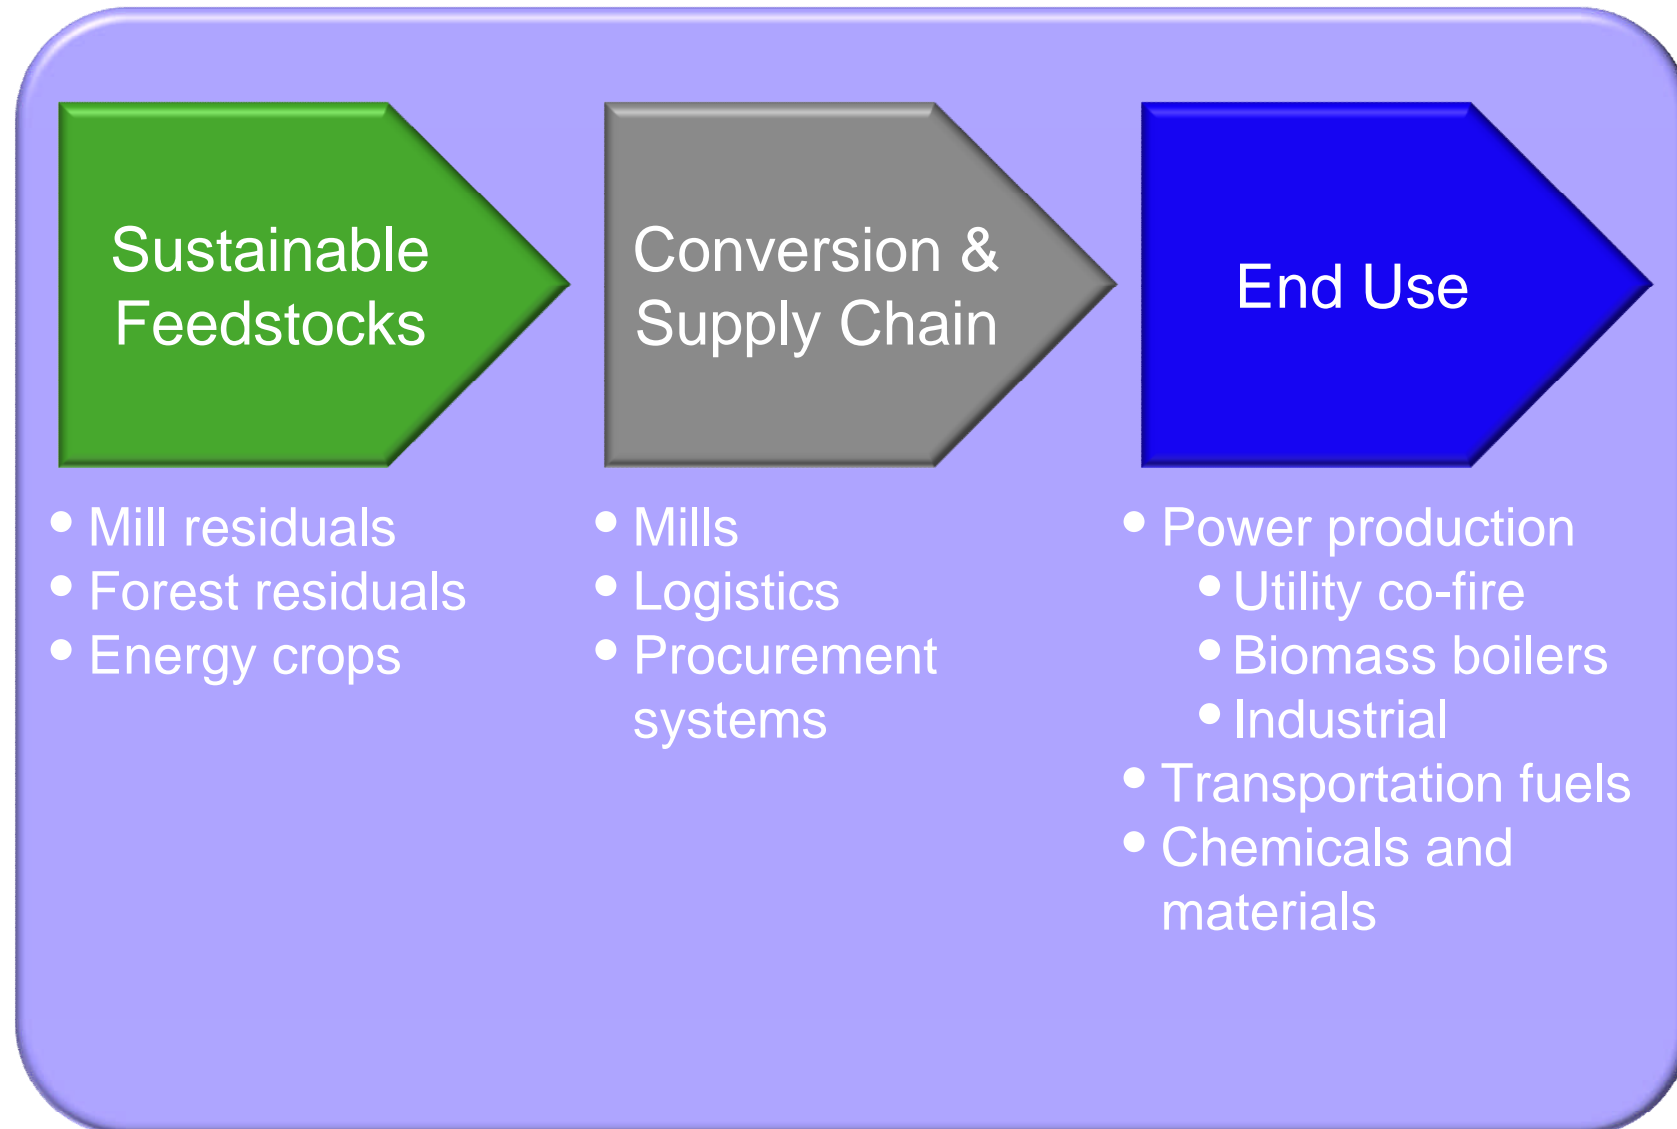 Sustainable
Feedstocks
• Mill residuals
• Forest residuals
• Energy crops
Conversion &
Supply Chain
• Mills
• Logistics
• Procurement
systems
End Use
• Power production
• Utility co-fire
• Biomass boilers
• Industrial
• Transportation fuels
• Chemicals and
materials